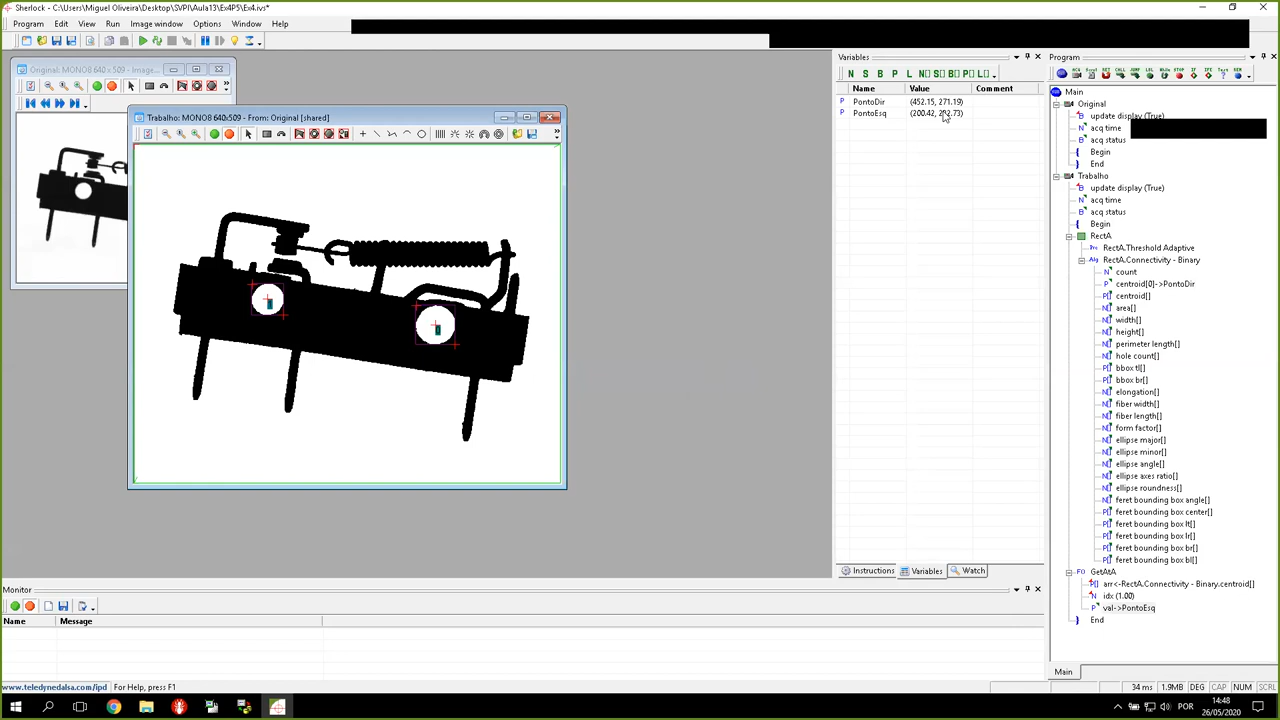 Sherlock - C:\Users\Miguel Oliveira\Desktop\SVPI\Aula13\Ex4P5\Ex4.ivs*
Program Edit View Run Image window Options Window Help
Original: MONO8 640 x 509 - Image...
Trabalho: MONO8 640x509 - From: Original [shared]
Variables
N S B P L N[] S[] B[] P[] L[]
Name Value Comment
P PontoDir (452.15, 271.19)
P PontoEsq
Instructions Variables Watch
Program
Main
Original
update display (True)
acq time
acq status
Begin
End
Trabalho
update display (True)
acq time
acq status
Begin
RectA
RectA.Threshold Adaptive
RectA.Connectivity - Binary
count
centroid[0]->PontoDir
centroid[]
area[]
width[]
height[]
perimeter length[]
hole count[]
bbox tl[]
bbox br[]
elongation[]
fiber width[]
fiber length[]
form factor[]
ellipse major[]
ellipse minor[]
ellipse angle[]
ellipse axes ratio[]
ellipse roundness[]
feret bounding box angle[]
feret bounding box center[]
feret bounding box lt[]
feret bounding box lr[]
feret bounding box br[]
feret bounding box bl[]
GetAtA
arr<-RectA.Connectivity - Binary.centroid[]
idx (1.00)
val->PontoEsq
End
Main
Monitor
Name Message
www.teledynedalsa.com/ipd For Help, press F1
34 ms 1.9MB DEG CAP NUM SCRL
POR
14:48
26/05/2020